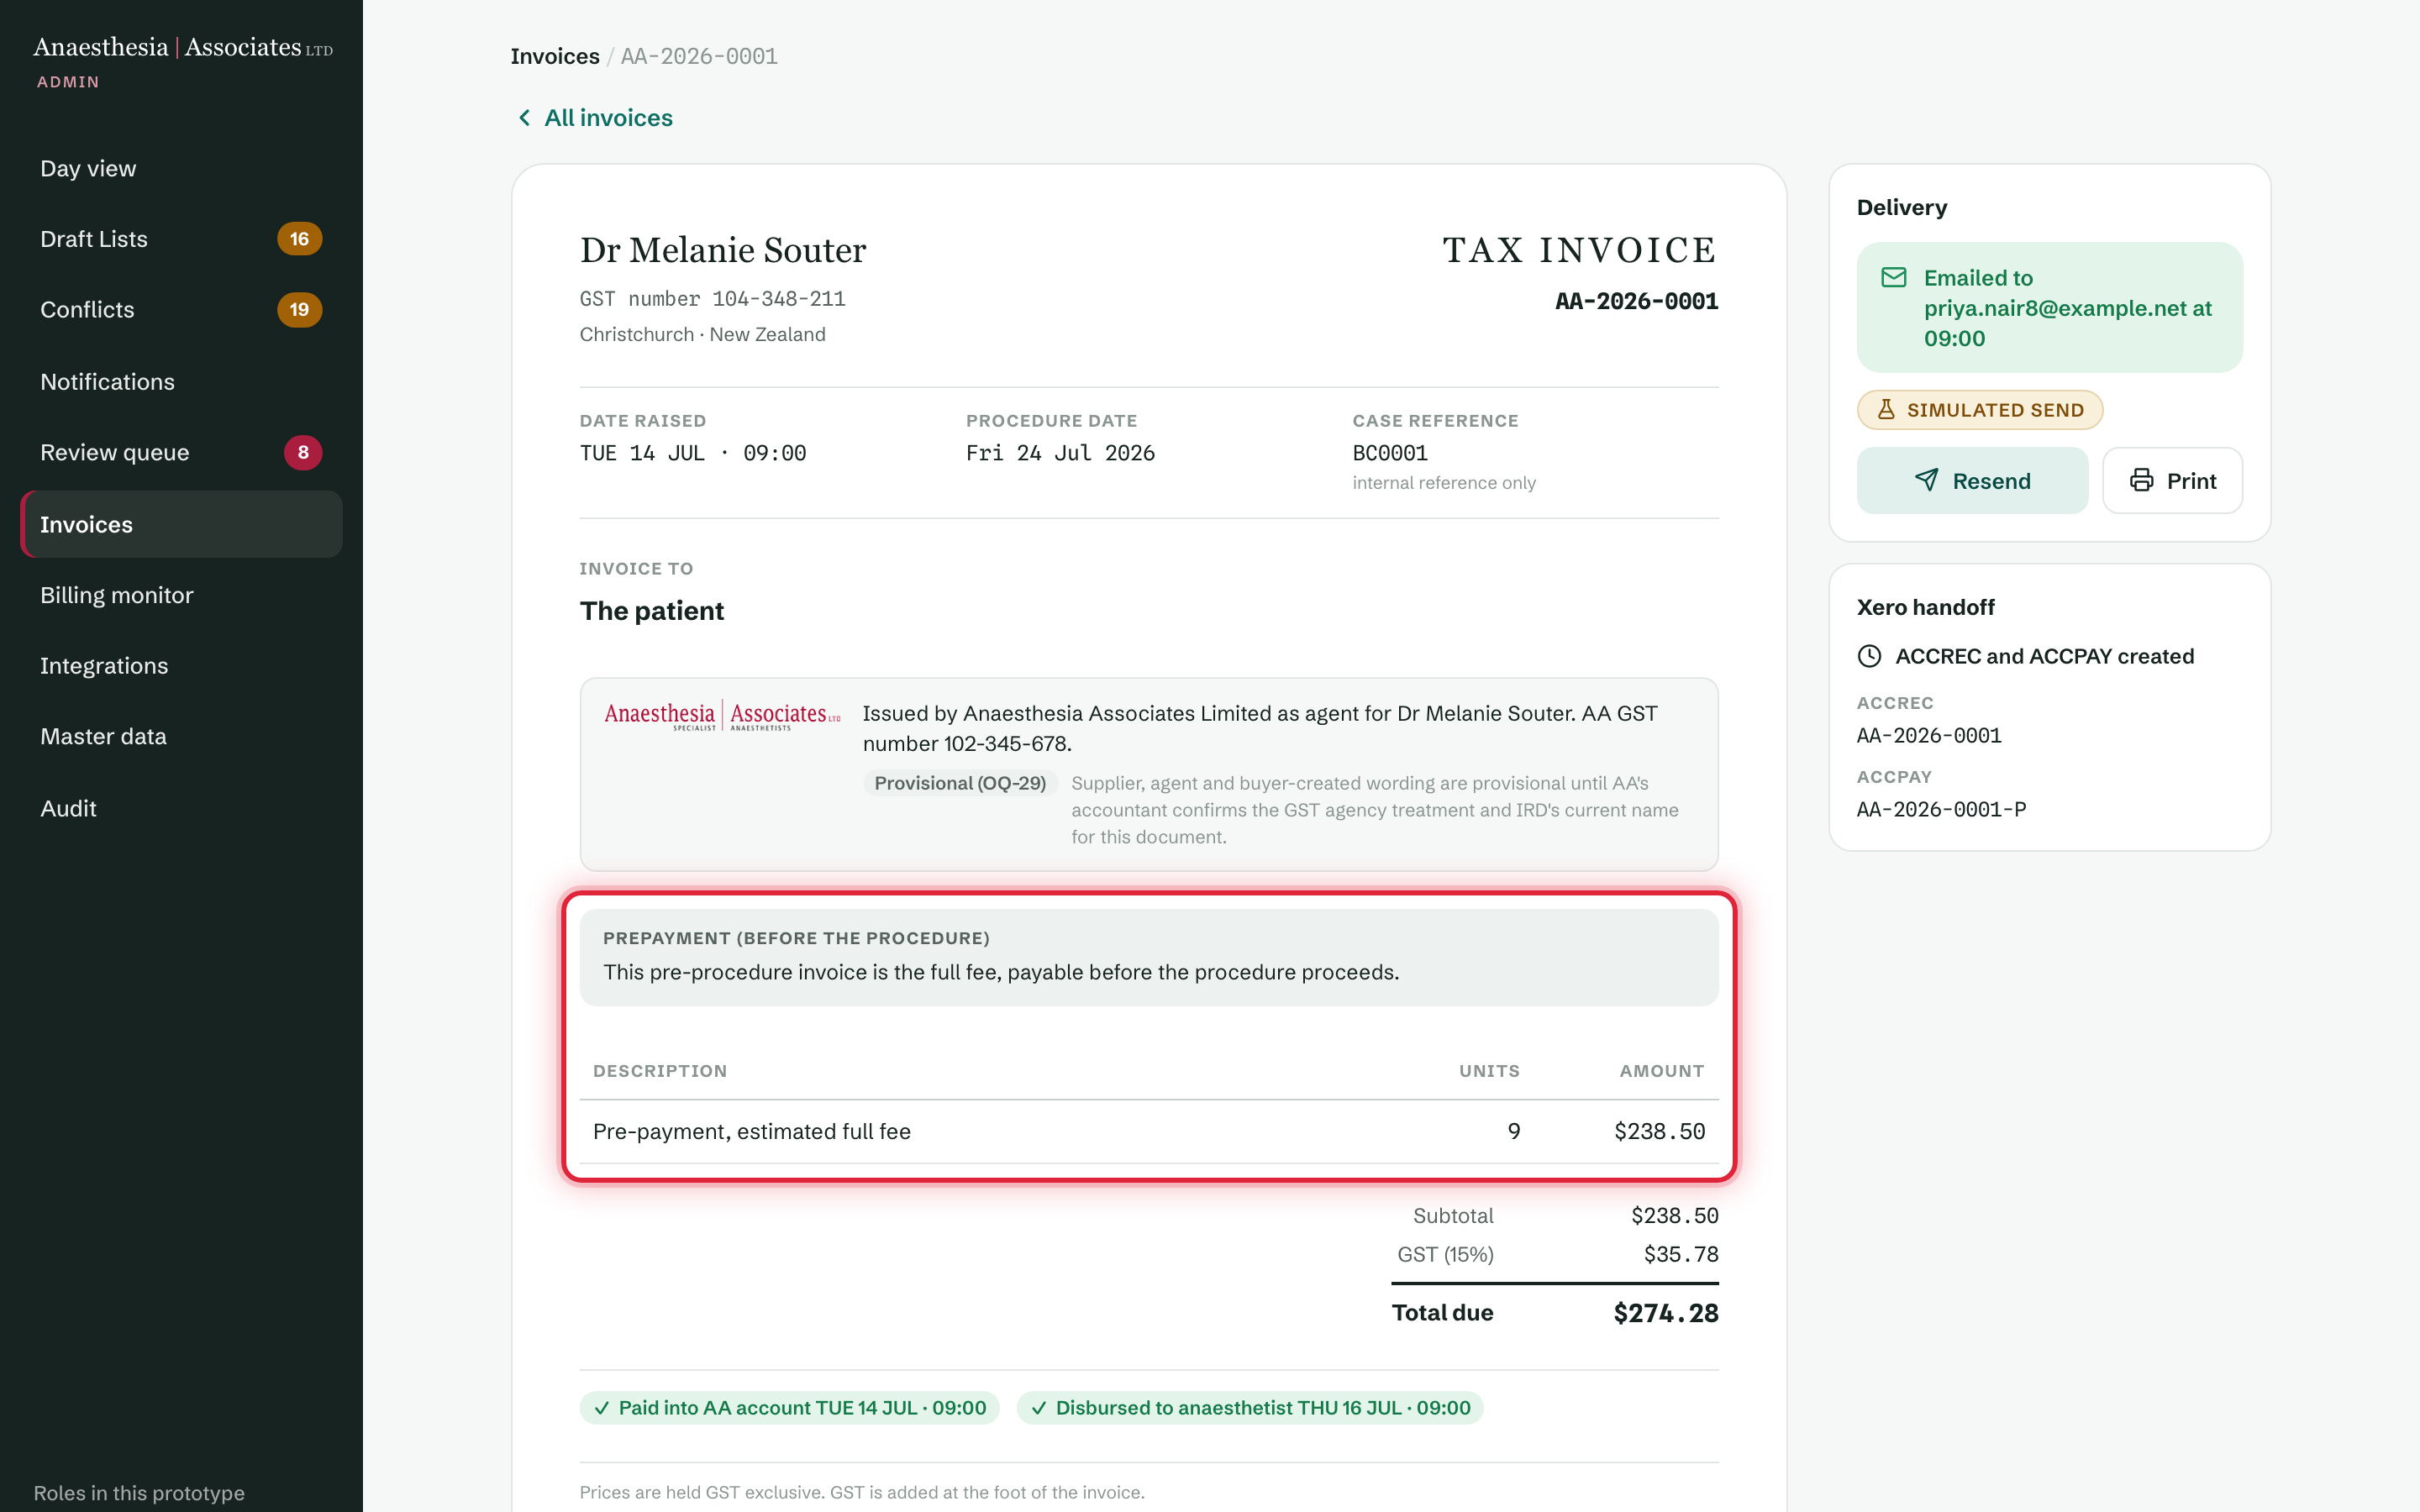 Anaesthesia | Associates LTD
ADMIN
Day view
Draft Lists 16
Conflicts 19
Notifications
Review queue 8
Invoices
Billing monitor
Integrations
Master data
Audit
Roles in this prototype
Invoices / AA-2026-0001
All invoices
Dr Melanie Souter
GST number 104-348-211
Christchurch · New Zealand
TAX INVOICE
AA-2026-0001
DATE RAISED
TUE 14 JUL · 09:00
PROCEDURE DATE
Fri 24 Jul 2026
CASE REFERENCE
BC0001
internal reference only
INVOICE TO
The patient
Anaesthesia | Associates LTD
SPECIALIST ANAESTHETISTS
Issued by Anaesthesia Associates Limited as agent for Dr Melanie Souter. AA GST
number 102-345-678.
Provisional (OQ-29)
Supplier, agent and buyer-created wording are provisional until AA's
accountant confirms the GST agency treatment and IRD's current name
for this document.
PREPAYMENT (BEFORE THE PROCEDURE)
This pre-procedure invoice is the full fee, payable before the procedure proceeds.
DESCRIPTION UNITS AMOUNT
Pre-payment, estimated full fee 9 $238.50
Subtotal $238.50
GST (15%) $35.78
Total due $274.28
Paid into AA account TUE 14 JUL · 09:00
Disbursed to anaesthetist THU 16 JUL · 09:00
Prices are held GST exclusive. GST is added at the foot of the invoice.
Delivery
Emailed to
priya.nair8@example.net at
09:00
SIMULATED SEND
Resend
Print
Xero handoff
ACCREC and ACCPAY created
ACCREC
AA-2026-0001
ACCPAY
AA-2026-0001-P